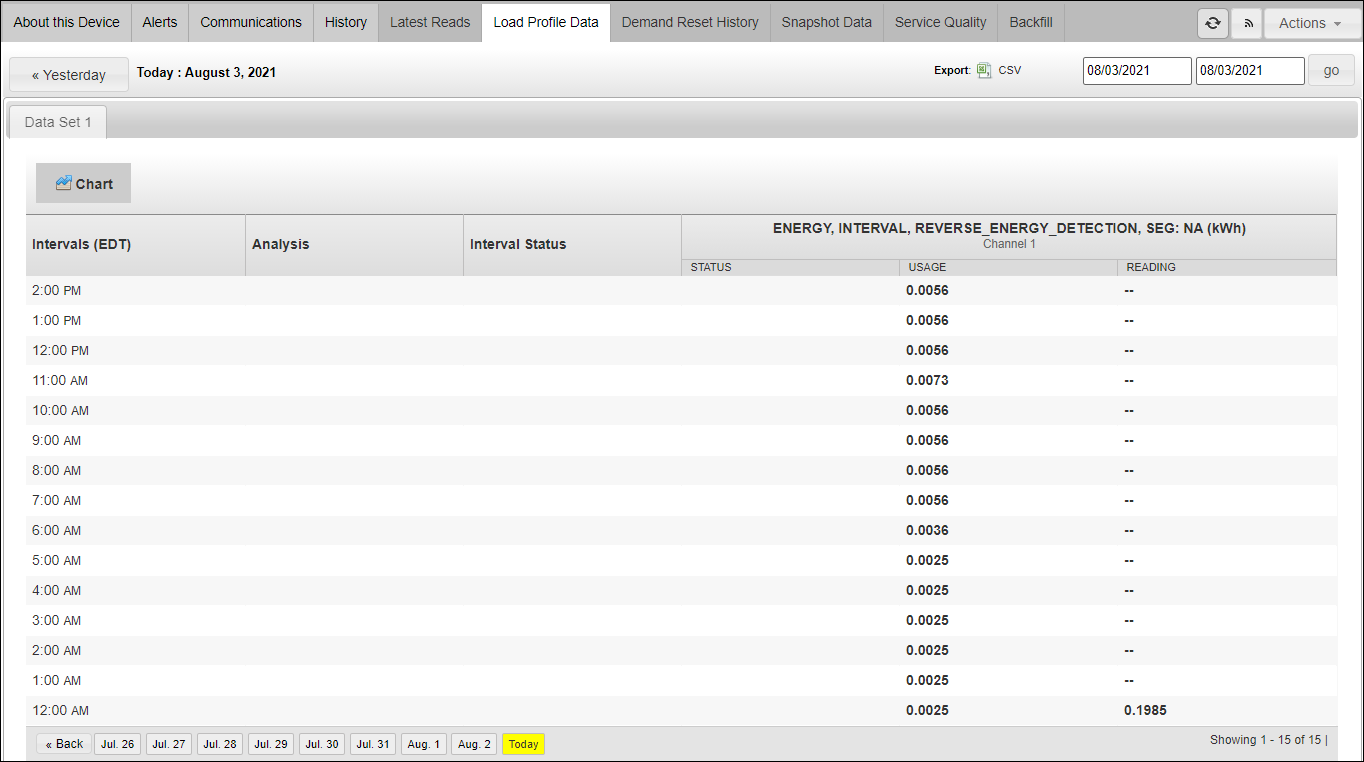 About this Device Alerts Communications History Latest Reads Load Profile Data Demand Reset History Snapshot Data Service Quality Backfill Actions
« Yesterday Today : August 3, 2021 Export: CSV 08/03/2021 08/03/2021 go
Data Set 1
Chart
Intervals (EDT) Analysis Interval Status ENERGY, INTERVAL, REVERSE_ENERGY_DETECTION, SEG: NA (kWh)
Channel 1
STATUS USAGE READING
2:00 PM 0.0056 --
1:00 PM 0.0056 --
12:00 PM 0.0056 --
11:00 AM 0.0073 --
10:00 AM 0.0056 --
9:00 AM 0.0056 --
8:00 AM 0.0056 --
7:00 AM 0.0056 --
6:00 AM 0.0036 --
5:00 AM 0.0025 --
4:00 AM 0.0025 --
3:00 AM 0.0025 --
2:00 AM 0.0025 --
1:00 AM 0.0025 --
12:00 AM 0.0025 0.1985
« Back Jul. 26 Jul. 27 Jul. 28 Jul. 29 Jul. 30 Jul. 31 Aug. 1 Aug. 2 Today Showing 1 - 15 of 15 |